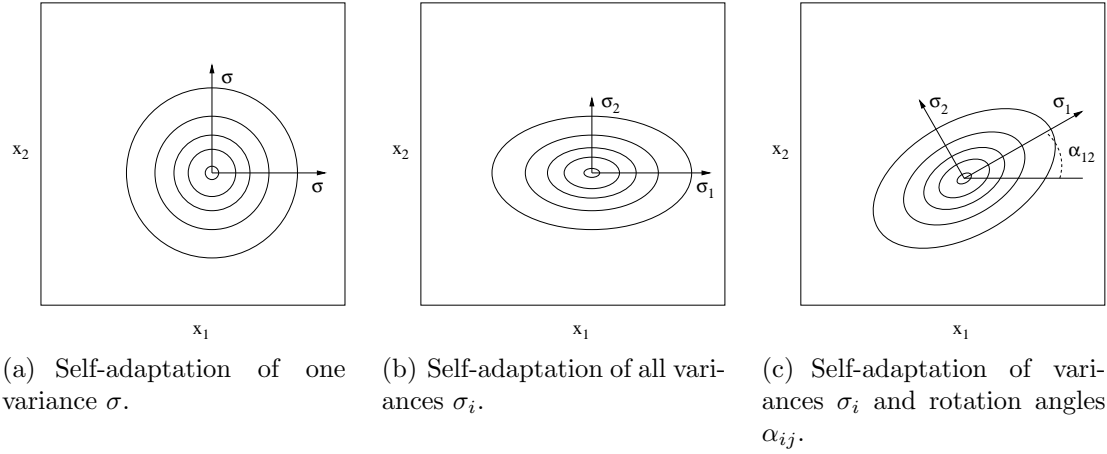 σ
σ
x₂
x₁
(a) Self-adaptation of one
variance σ.
σ₂
σ₁
x₂
x₁
(b) Self-adaptation of all vari-
ances σᵢ.
σ₂
σ₁
α₁₂
x₂
x₁
(c) Self-adaptation of vari-
ances σᵢ and rotation angles
αᵢⱼ.